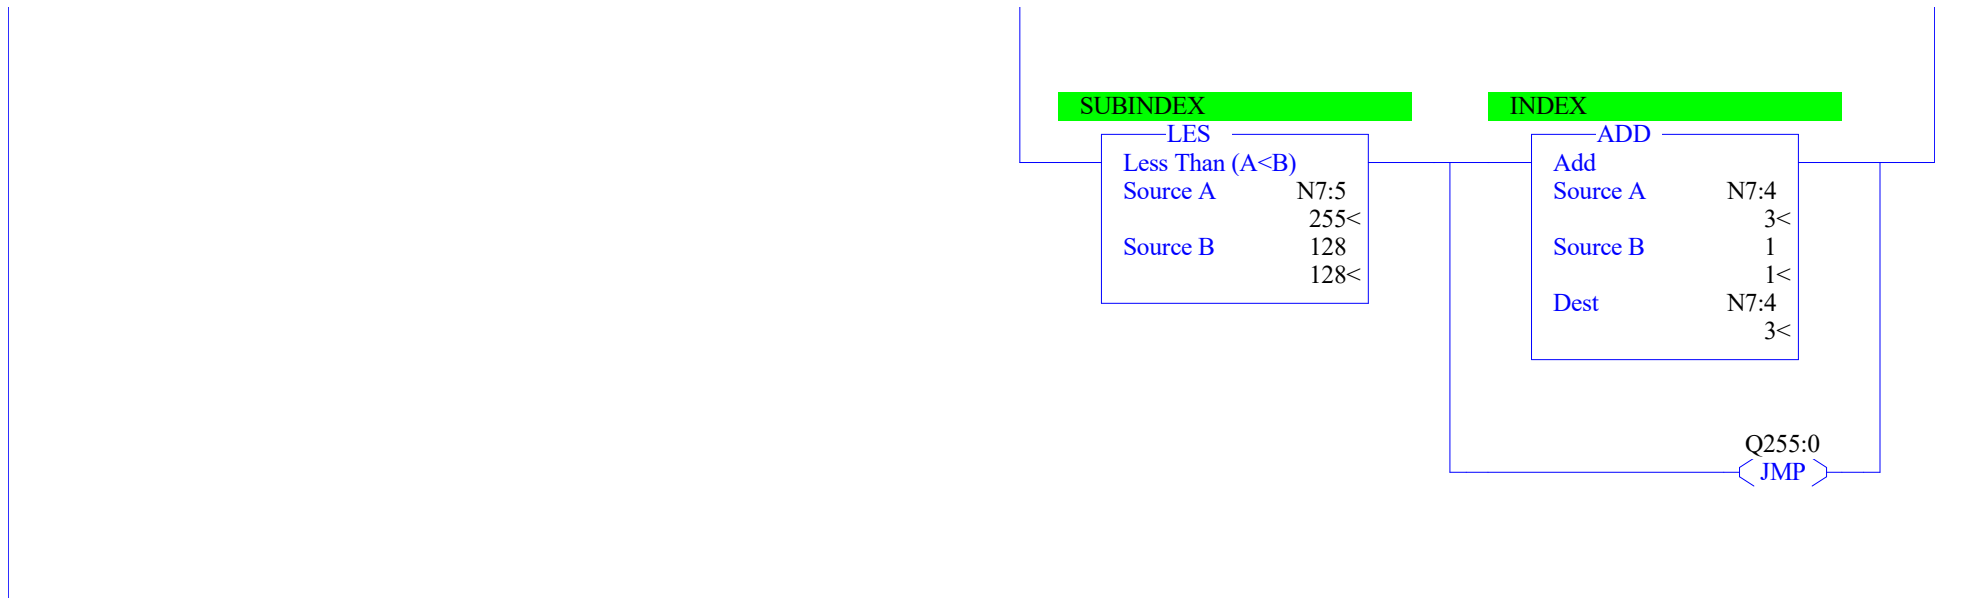 SUBINDEX
LES
Less Than (A<B)
Source A N7:5
255<
Source B 128
128<
INDEX
ADD
Add
Source A N7:4
3<
Source B 1
1<
Dest N7:4
3<
Q255:0
JMP